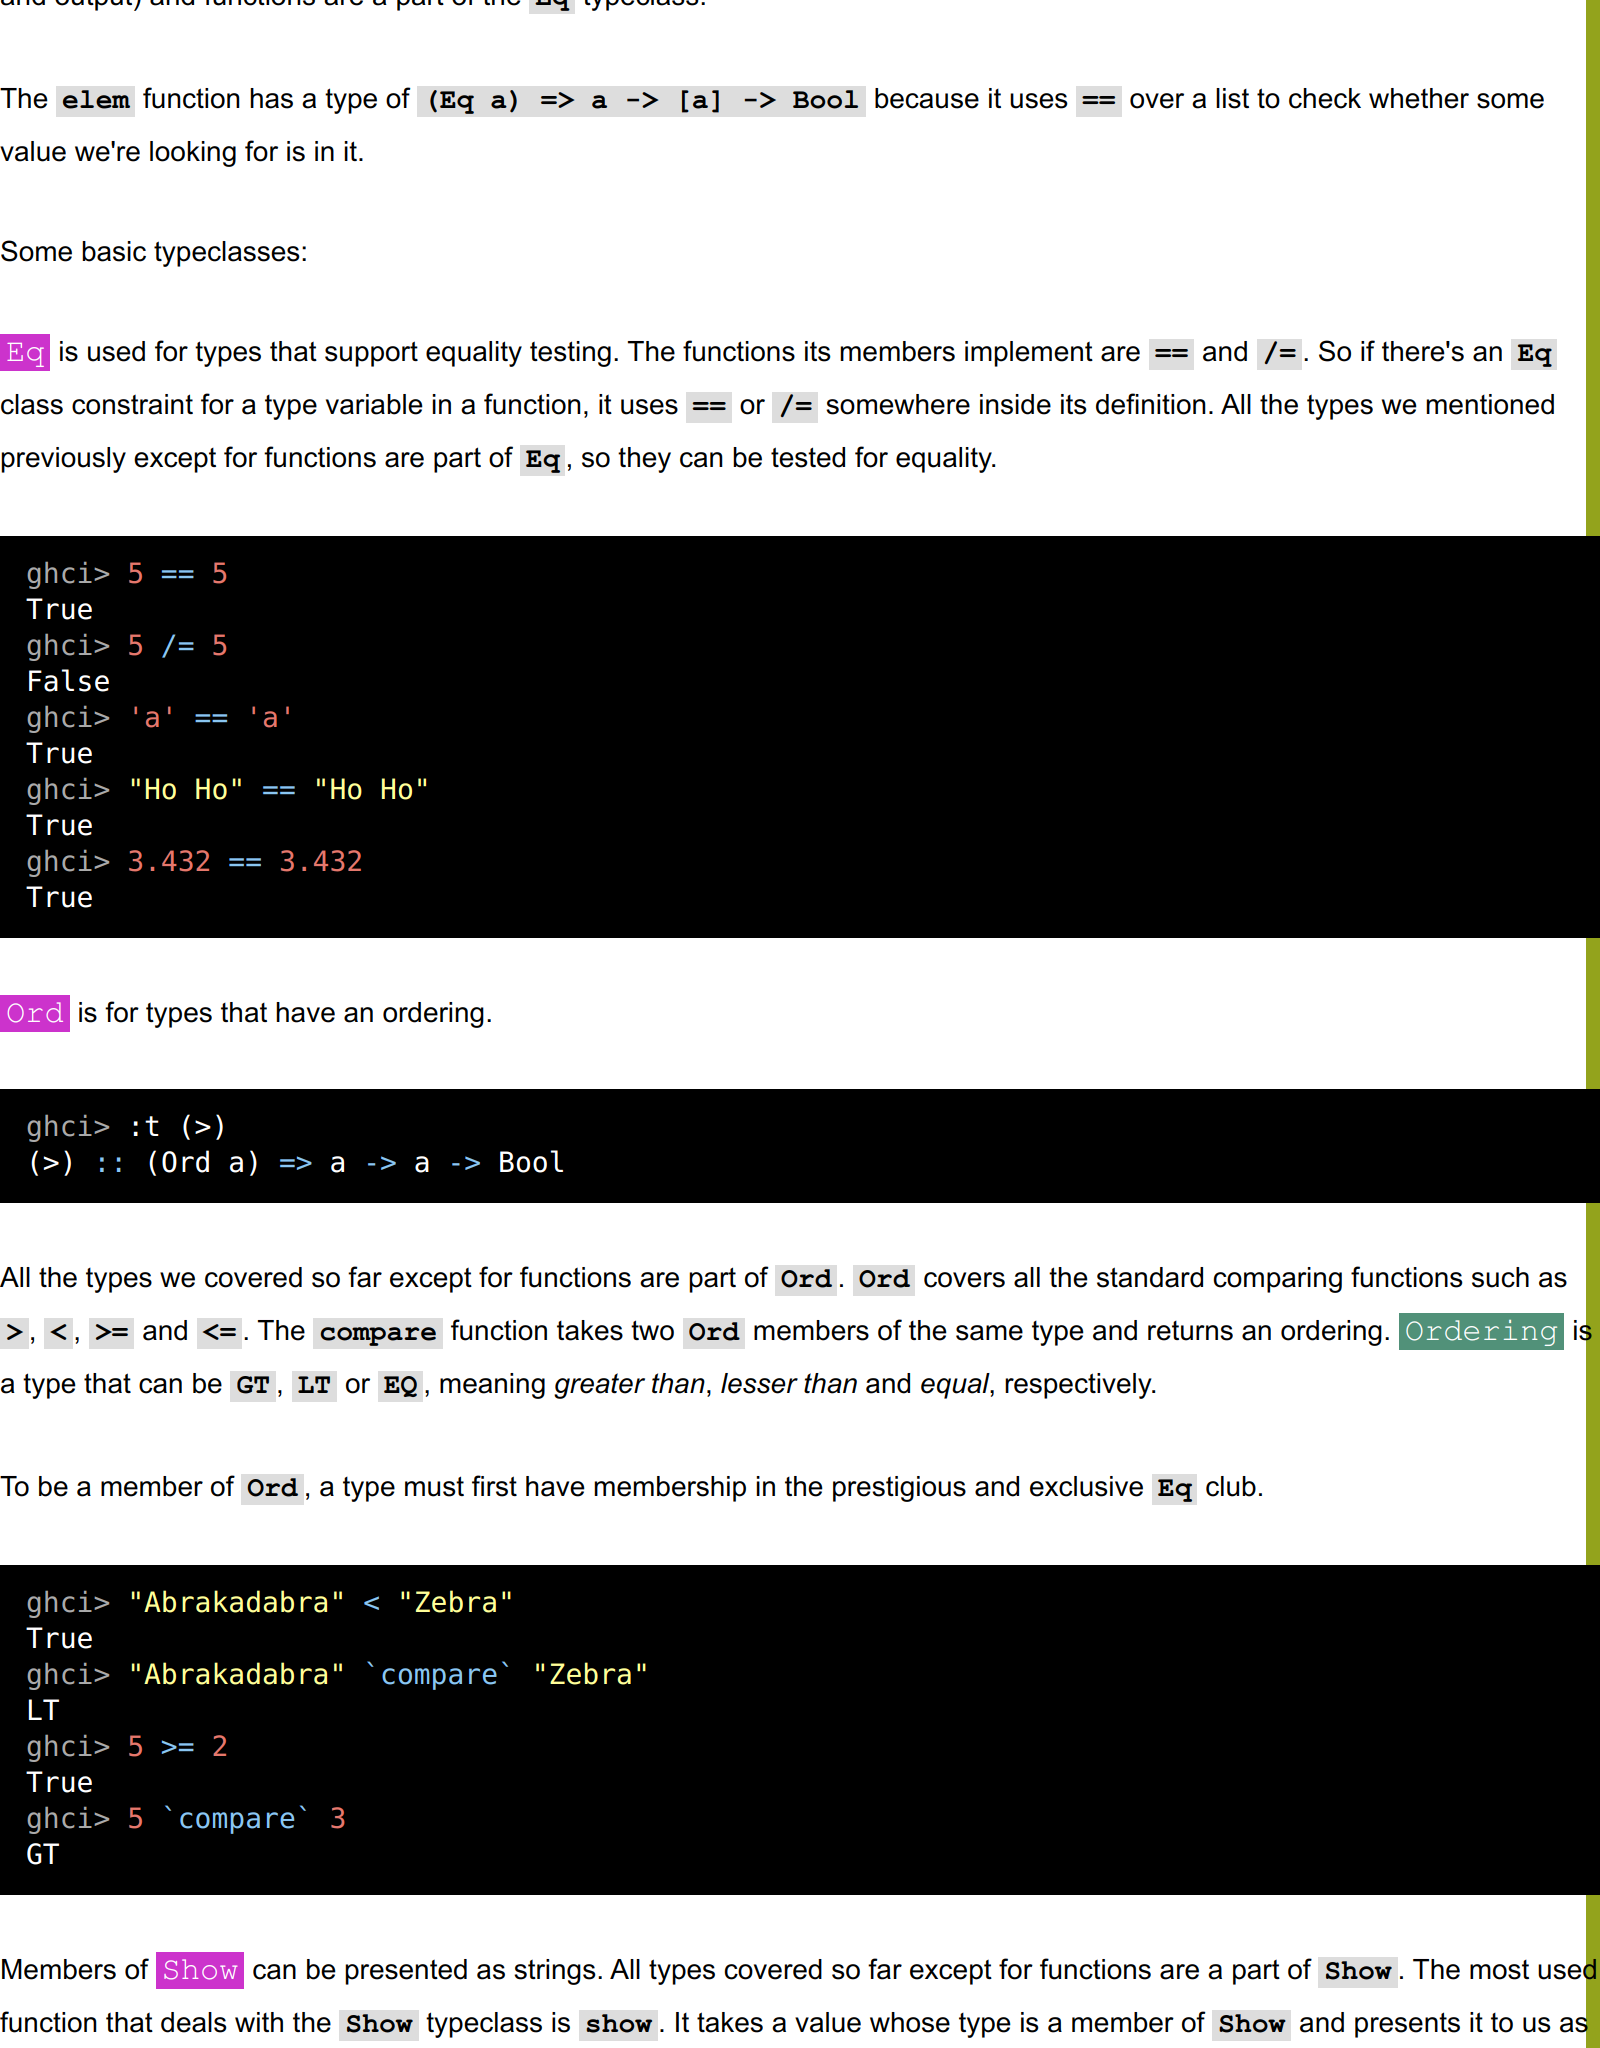 and output) and functions are a part of the Eq typeclass.
The elem function has a type of (Eq a) => a -> [a] -> Bool because it uses == over a list to check whether some
value we're looking for is in it.
Some basic typeclasses:
Eq is used for types that support equality testing. The functions its members implement are == and /=. So if there's an Eq
class constraint for a type variable in a function, it uses == or /= somewhere inside its definition. All the types we mentioned
previously except for functions are part of Eq, so they can be tested for equality.
ghci> 5 == 5
True
ghci> 5 /= 5
False
ghci> 'a' == 'a'
True
ghci> "Ho Ho" == "Ho Ho"
True
ghci> 3.432 == 3.432
True
Ord is for types that have an ordering.
ghci> :t (>)
(>) :: (Ord a) => a -> a -> Bool
All the types we covered so far except for functions are part of Ord. Ord covers all the standard comparing functions such as
>, <, >= and <=. The compare function takes two Ord members of the same type and returns an ordering. Ordering is
a type that can be GT, LT or EQ, meaning greater than, lesser than and equal, respectively.
To be a member of Ord, a type must first have membership in the prestigious and exclusive Eq club.
ghci> "Abrakadabra" < "Zebra"
True
ghci> "Abrakadabra" `compare` "Zebra"
LT
ghci> 5 >= 2
True
ghci> 5 `compare` 3
GT
Members of Show can be presented as strings. All types covered so far except for functions are a part of Show. The most used
function that deals with the Show typeclass is show. It takes a value whose type is a member of Show and presents it to us as